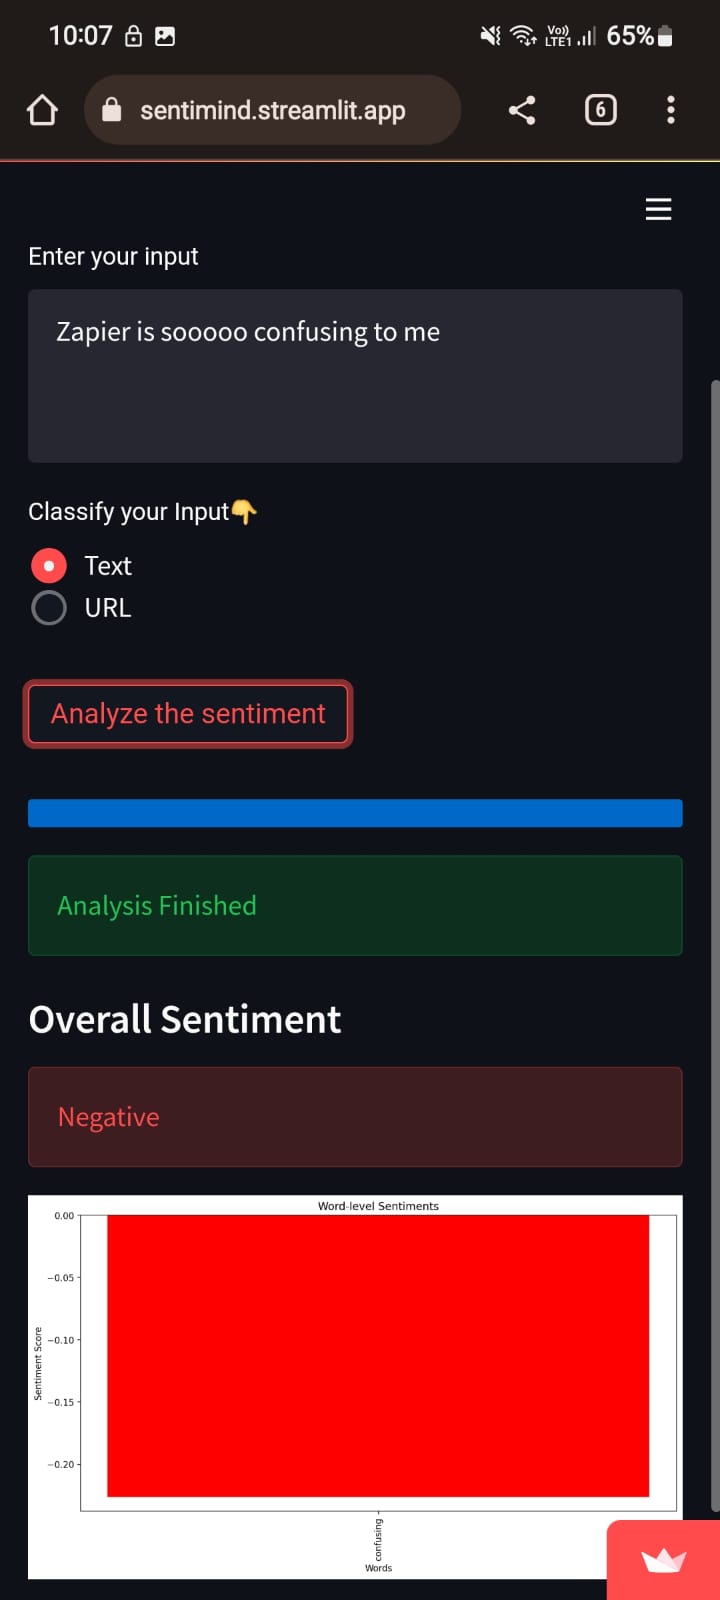 10:07 Vo)) LTE1 65%
sentimind.streamlit.app 6
Enter your input
Zapier is sooooo confusing to me
Classify your Input👇
Text
URL
Analyze the sentiment
Analysis Finished
Overall Sentiment
Negative
Word-level Sentiments
0.00
−0.05
−0.10
−0.15
−0.20
Sentiment Score
confusing
Words